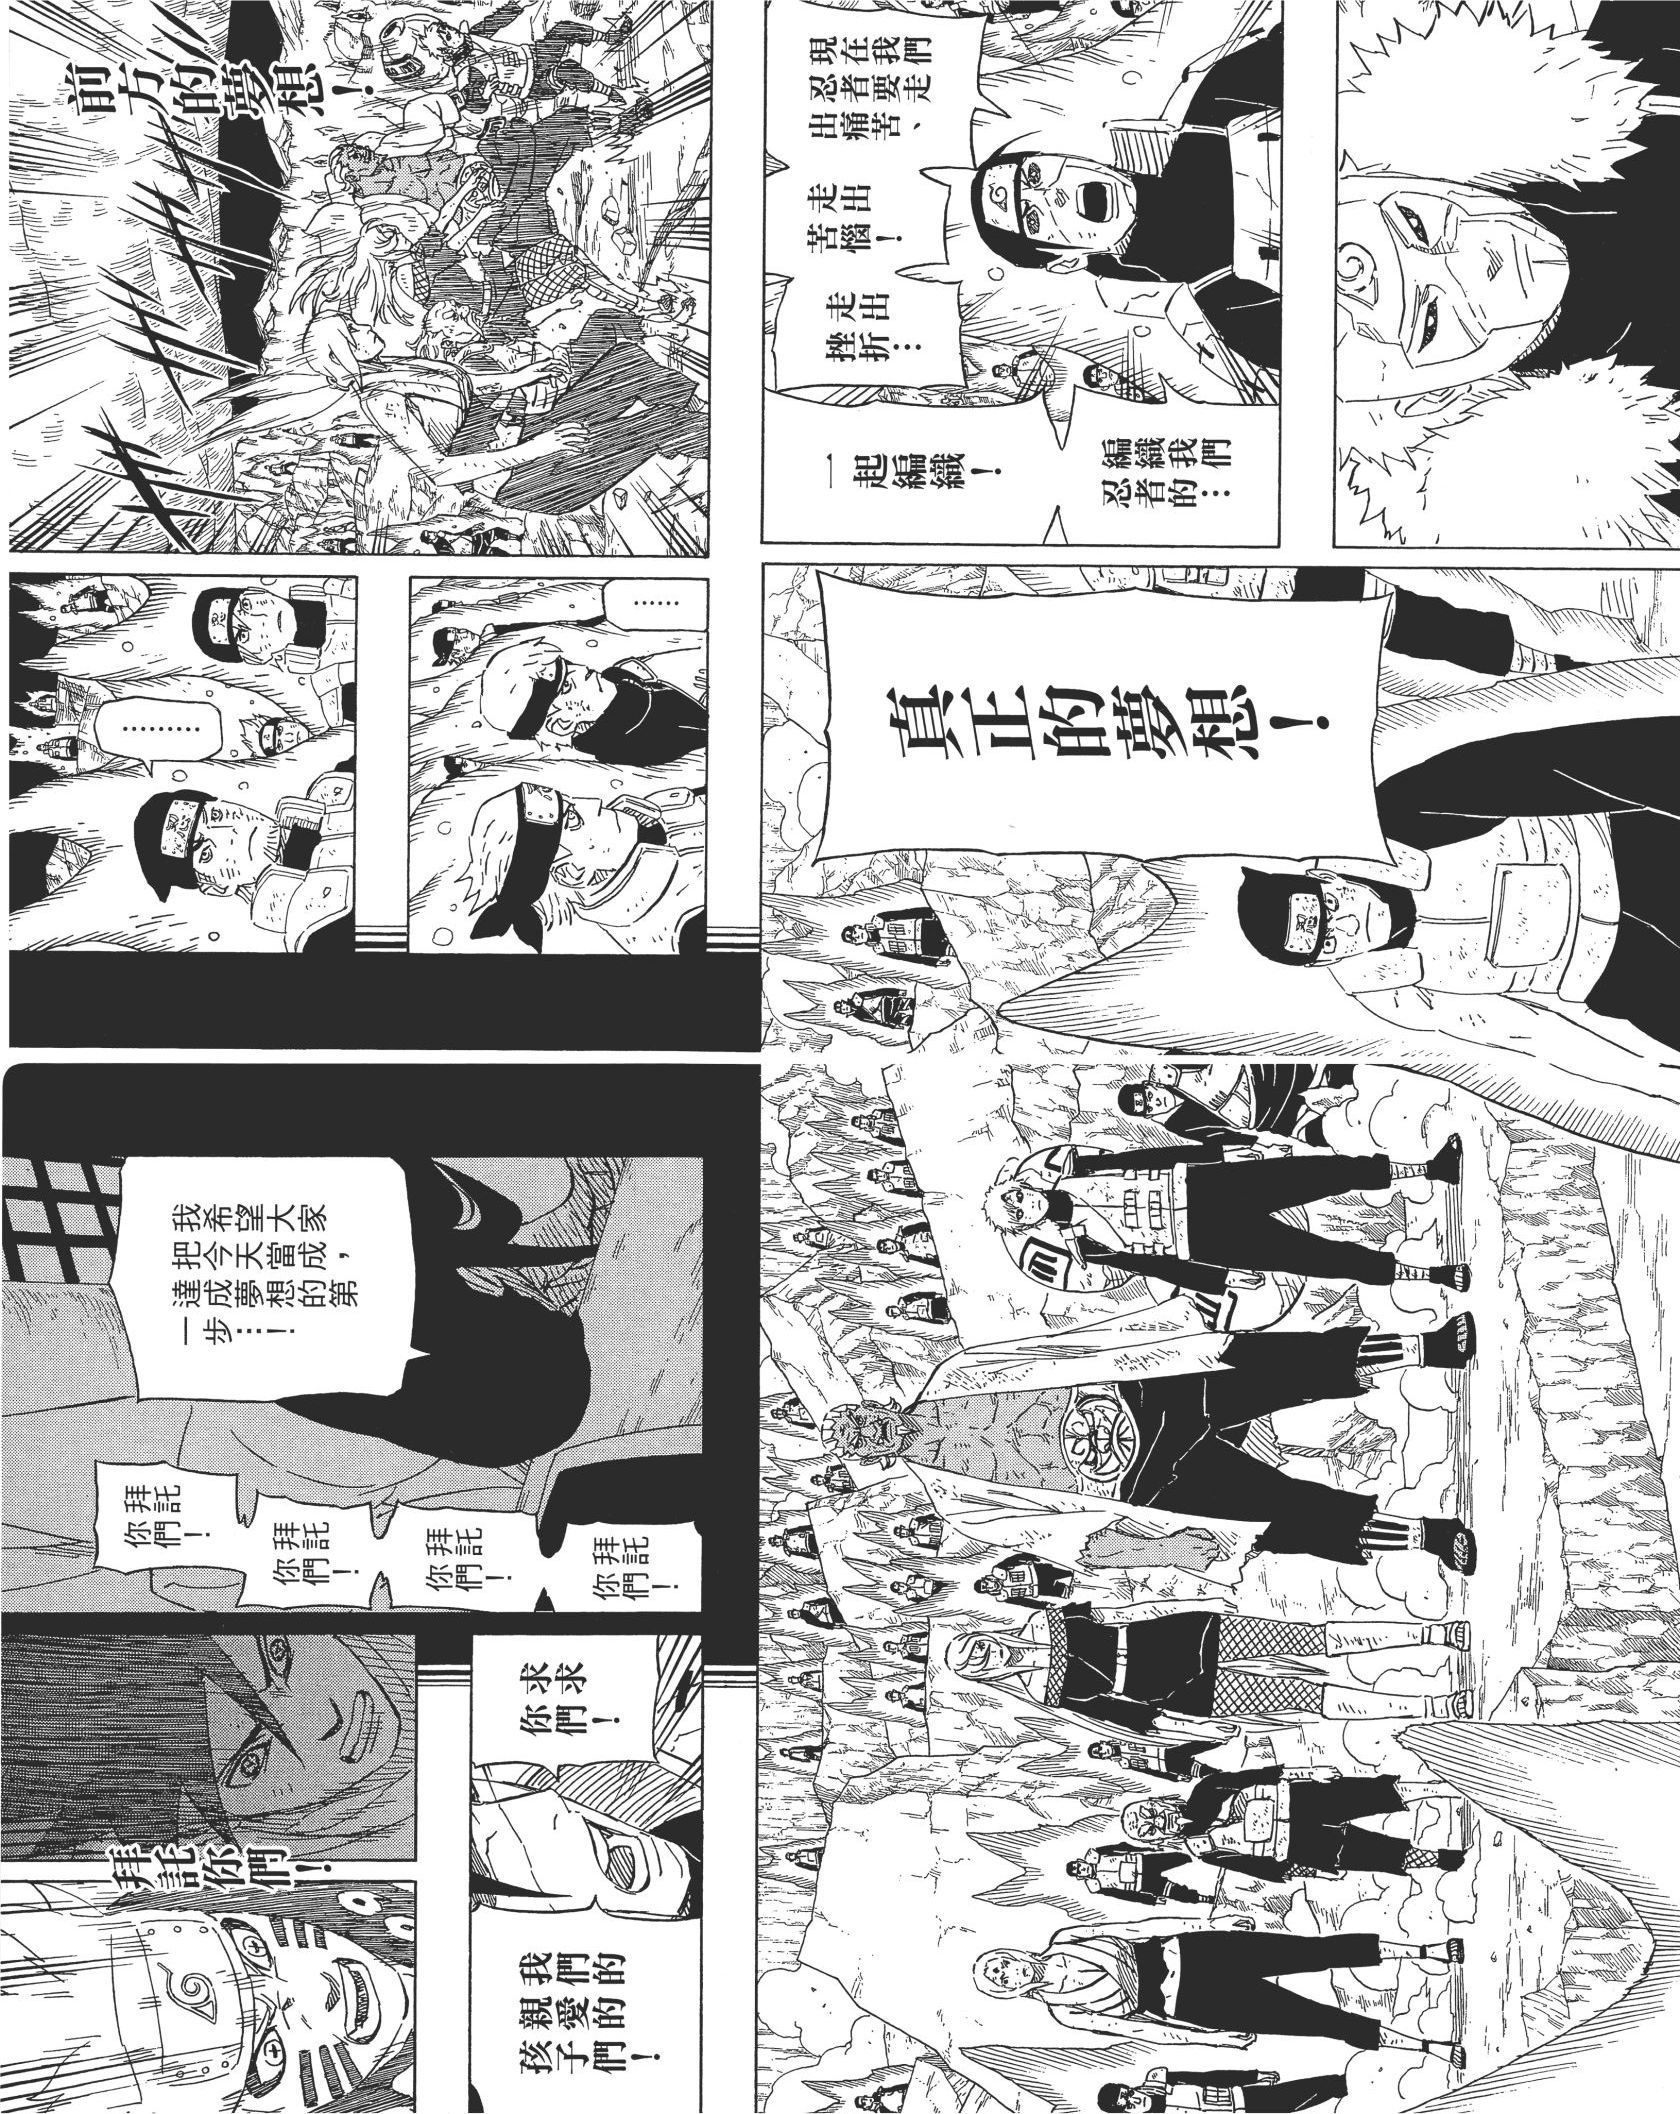 前方的夢想！
………
……
現在我們
忍者要走
出痛苦、
走出
苦惱！
走出
挫折…
一起編織！
編織我們
忍者的…
真正的夢想！
我希望大家
把今天當成，
達成夢想的第
一步…！
拜託
你們！
拜託
你們！
拜託
你們！
拜託
你們！
拜託你們！
求求
你們！
我們的
親愛的
孩子們！